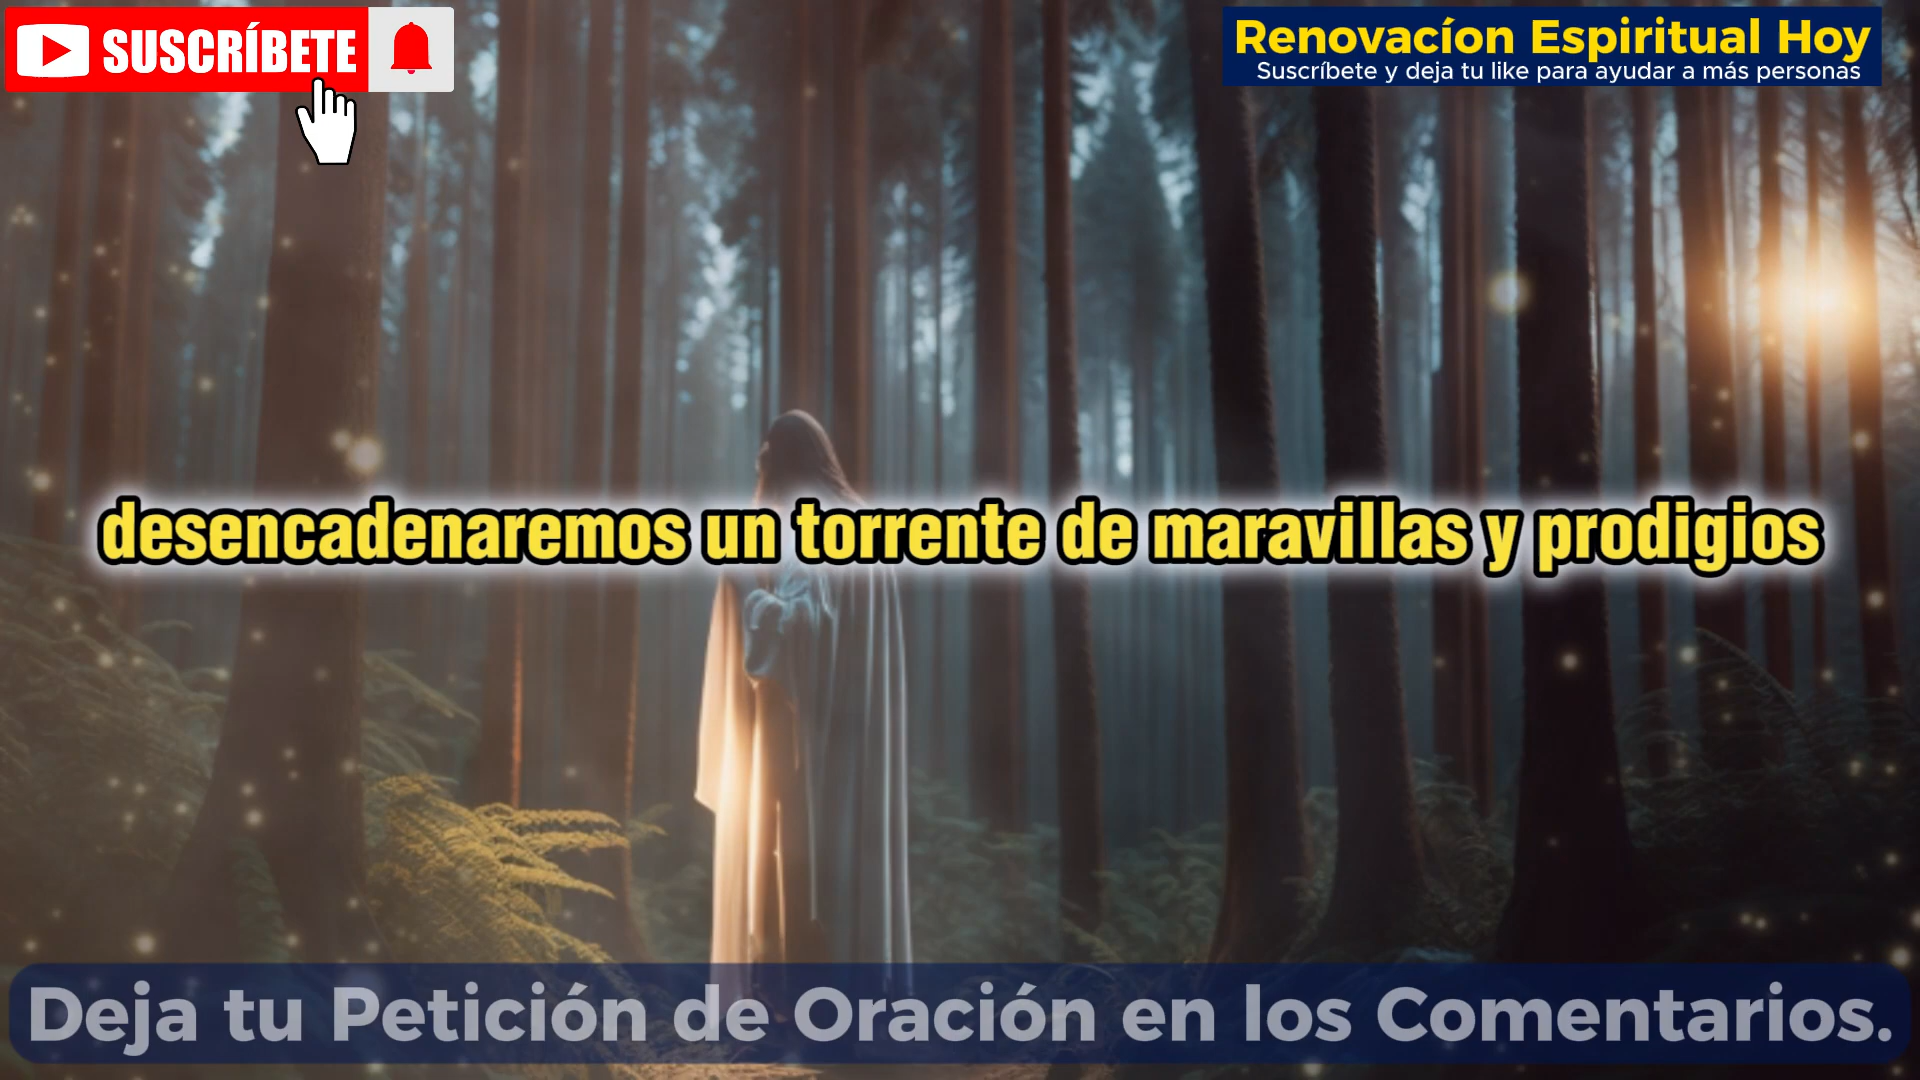 SUSCRÍBETE
Renovacíon Espiritual Hoy
Suscríbete y deja tu like para ayudar a más personas
desencadenaremos un torrente de maravillas y prodigios
Deja tu Petición de Oración en los Comentarios.